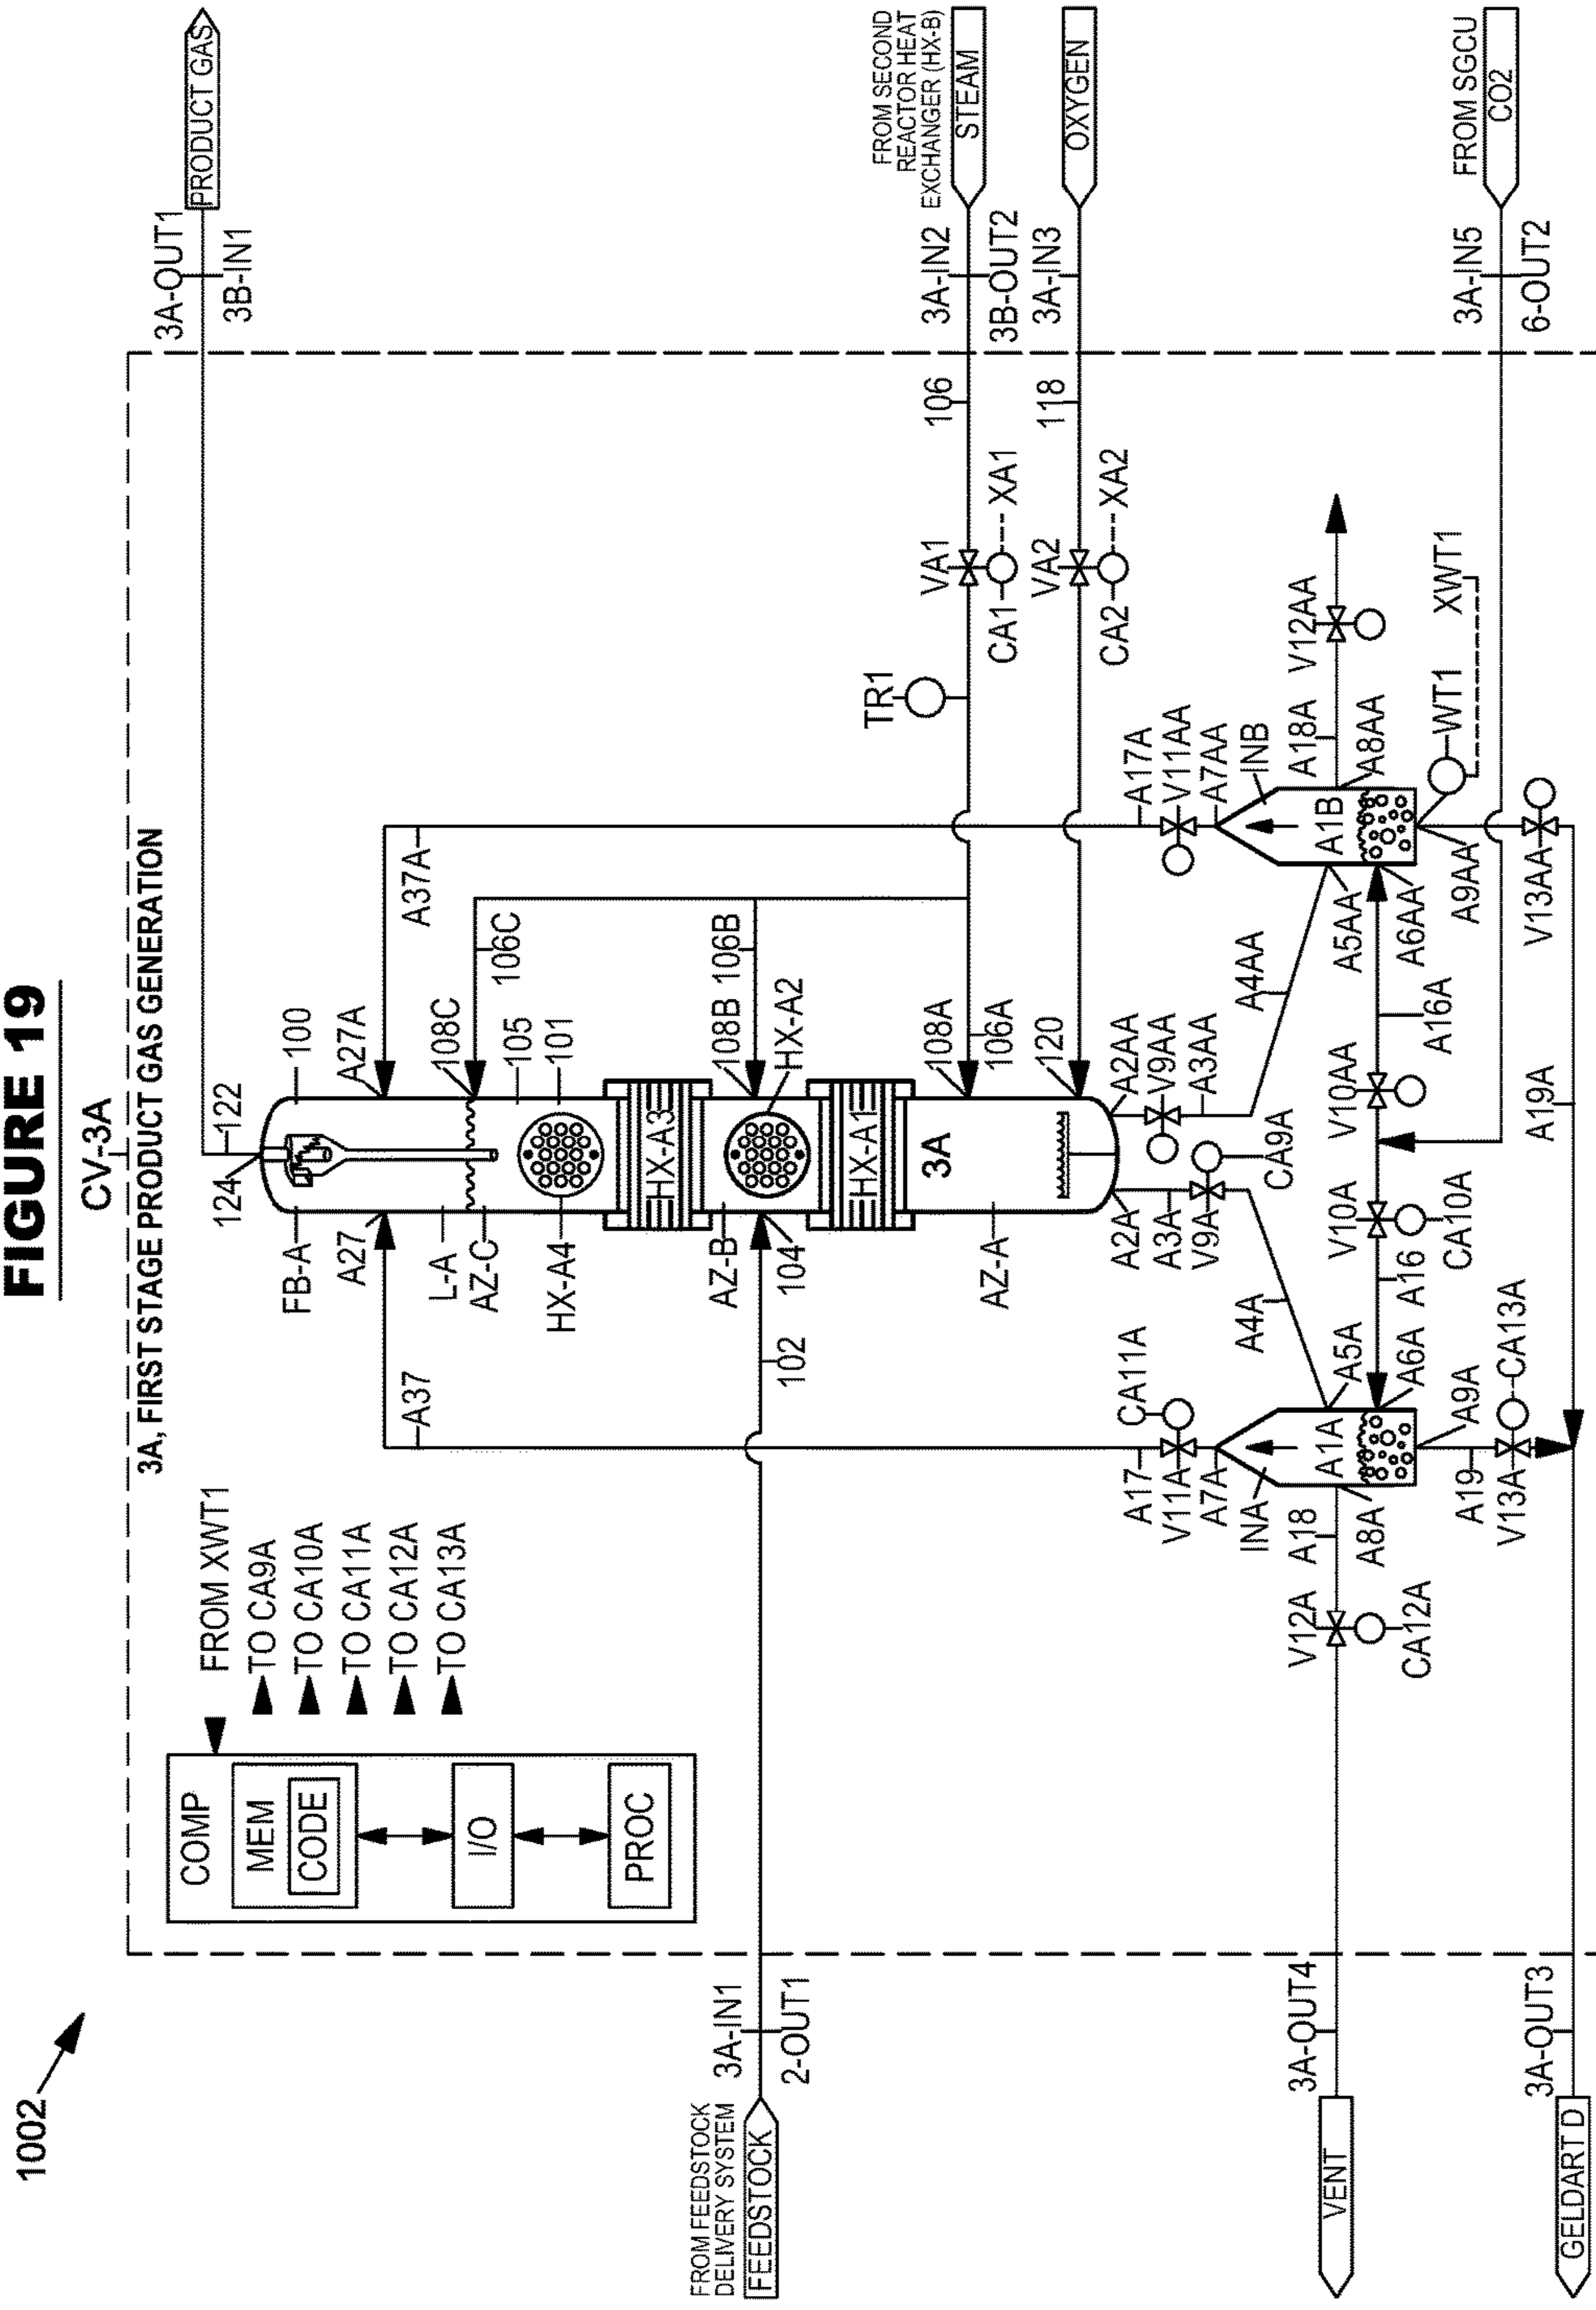 FIGURE 19
1002
CV-3A
3A, FIRST STAGE PRODUCT GAS GENERATION
COMP
MEM
CODE
I/O
PROC
FROM XWT1
TO CA9A
TO CA10A
TO CA11A
TO CA12A
TO CA13A
3A-OUT1
3B-IN1
PRODUCT GAS
124
122
100
FB-A
A27
A27A
A37
A37A
L-A
AZ-C
108C
106C
105
101
HX-A4
HX-A3
AZ-B
108B
106B
HX-A2
102
104
HX-A1
3A
AZ-A
108A
106A
120
FROM FEEDSTOCK
DELIVERY SYSTEM
FEEDSTOCK
3A-IN1
2-OUT1
FROM SECOND
REACTOR HEAT
EXCHANGER (HX-B)
STEAM
3A-IN2
3B-OUT2
106
VA1
CA1
XA1
TR1
OXYGEN
3A-IN3
118
VA2
CA2
XA2
A2A
A3A
V9A
CA9A
A4A
A2AA
V9AA
A3AA
A4AA
A17
V11A
CA11A
A7A
INA
A1A
A5A
A6A
A16
V10A
CA10A
V10AA
A16A
A17A
V11AA
A7AA
INB
A1B
A5AA
A6AA
A18
A8A
V12A
CA12A
A9A
A19
V13A
CA13A
A18A
A8AA
V12AA
WT1
XWT1
A9AA
V13AA
A19A
FROM SGCU
CO2
3A-IN5
6-OUT2
3A-OUT4
VENT
3A-OUT3
GELDART D